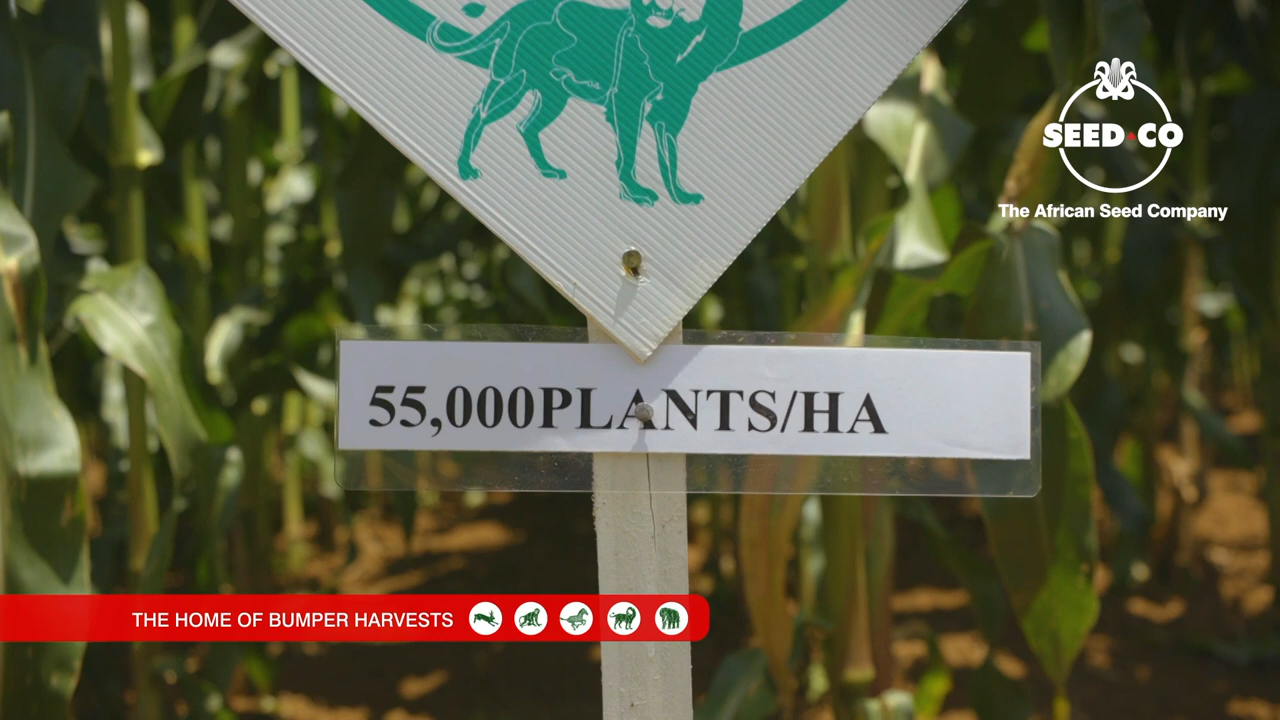 SEED CO
The African Seed Company
55,000PLANTS/HA
THE HOME OF BUMPER HARVESTS